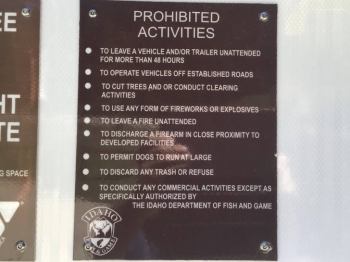 EE
HT
TE
NG SPACE
PROHIBITED
ACTIVITIES
TO LEAVE A VEHICLE AND/OR TRAILER UNATTENDED
FOR MORE THAN 48 HOURS
TO OPERATE VEHICLES OFF ESTABLISHED ROADS
TO CUT TREES AND OR CONDUCT CLEARING
ACTIVITIES
TO USE ANY FORM OF FIREWORKS OR EXPLOSIVES
TO LEAVE A FIRE UNATTENDED
TO DISCHARGE A FIREARM IN CLOSE PROXIMITY TO
DEVELOPED FACILITIES
TO PERMIT DOGS TO RUN AT LARGE
TO DISCARD ANY TRASH OR REFUSE
TO CONDUCT ANY COMMERCIAL ACTIVITIES EXCEPT AS
SPECIFICALLY AUTHORIZED BY
THE IDAHO DEPARTMENT OF FISH AND GAME
IDAHO
FISH & GAME